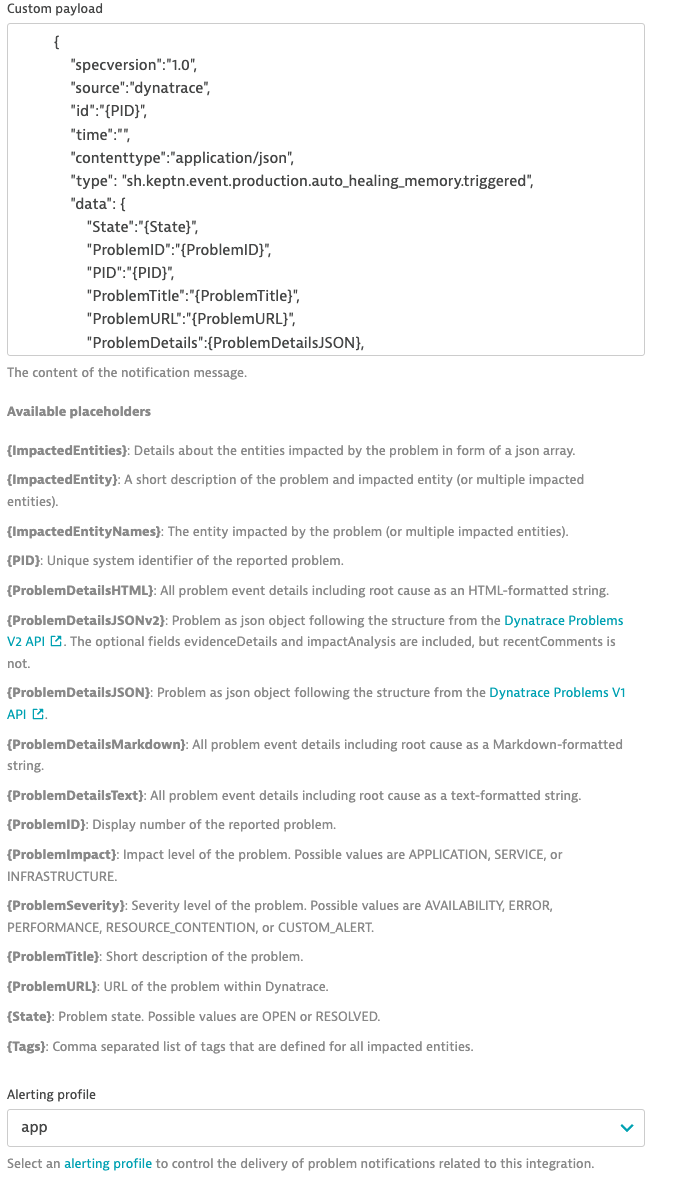 Custom payload
{
"specversion":"1.0",
"source":"dynatrace",
"id":"{PID}",
"time":"",
"contenttype":"application/json",
"type": "sh.keptn.event.production.auto_healing_memory.triggered",
"data": {
"State":"{State}",
"ProblemID":"{ProblemID}",
"PID":"{PID}",
"ProblemTitle":"{ProblemTitle}",
"ProblemURL":"{ProblemURL}",
"ProblemDetails":{ProblemDetailsJSON},
The content of the notification message.
Available placeholders
{ImpactedEntities}: Details about the entities impacted by the problem in form of a json array.
{ImpactedEntity}: A short description of the problem and impacted entity (or multiple impacted
entities).
{ImpactedEntityNames}: The entity impacted by the problem (or multiple impacted entities).
{PID}: Unique system identifier of the reported problem.
{ProblemDetailsHTML}: All problem event details including root cause as an HTML-formatted string.
{ProblemDetailsJSONv2}: Problem as json object following the structure from the Dynatrace Problems
V2 API. The optional fields evidenceDetails and impactAnalysis are included, but recentComments is
not.
{ProblemDetailsJSON}: Problem as json object following the structure from the Dynatrace Problems V1
API.
{ProblemDetailsMarkdown}: All problem event details including root cause as a Markdown-formatted
string.
{ProblemDetailsText}: All problem event details including root cause as a text-formatted string.
{ProblemID}: Display number of the reported problem.
{ProblemImpact}: Impact level of the problem. Possible values are APPLICATION, SERVICE, or
INFRASTRUCTURE.
{ProblemSeverity}: Severity level of the problem. Possible values are AVAILABILITY, ERROR,
PERFORMANCE, RESOURCE_CONTENTION, or CUSTOM_ALERT.
{ProblemTitle}: Short description of the problem.
{ProblemURL}: URL of the problem within Dynatrace.
{State}: Problem state. Possible values are OPEN or RESOLVED.
{Tags}: Comma separated list of tags that are defined for all impacted entities.
Alerting profile
app
Select an alerting profile to control the delivery of problem notifications related to this integration.